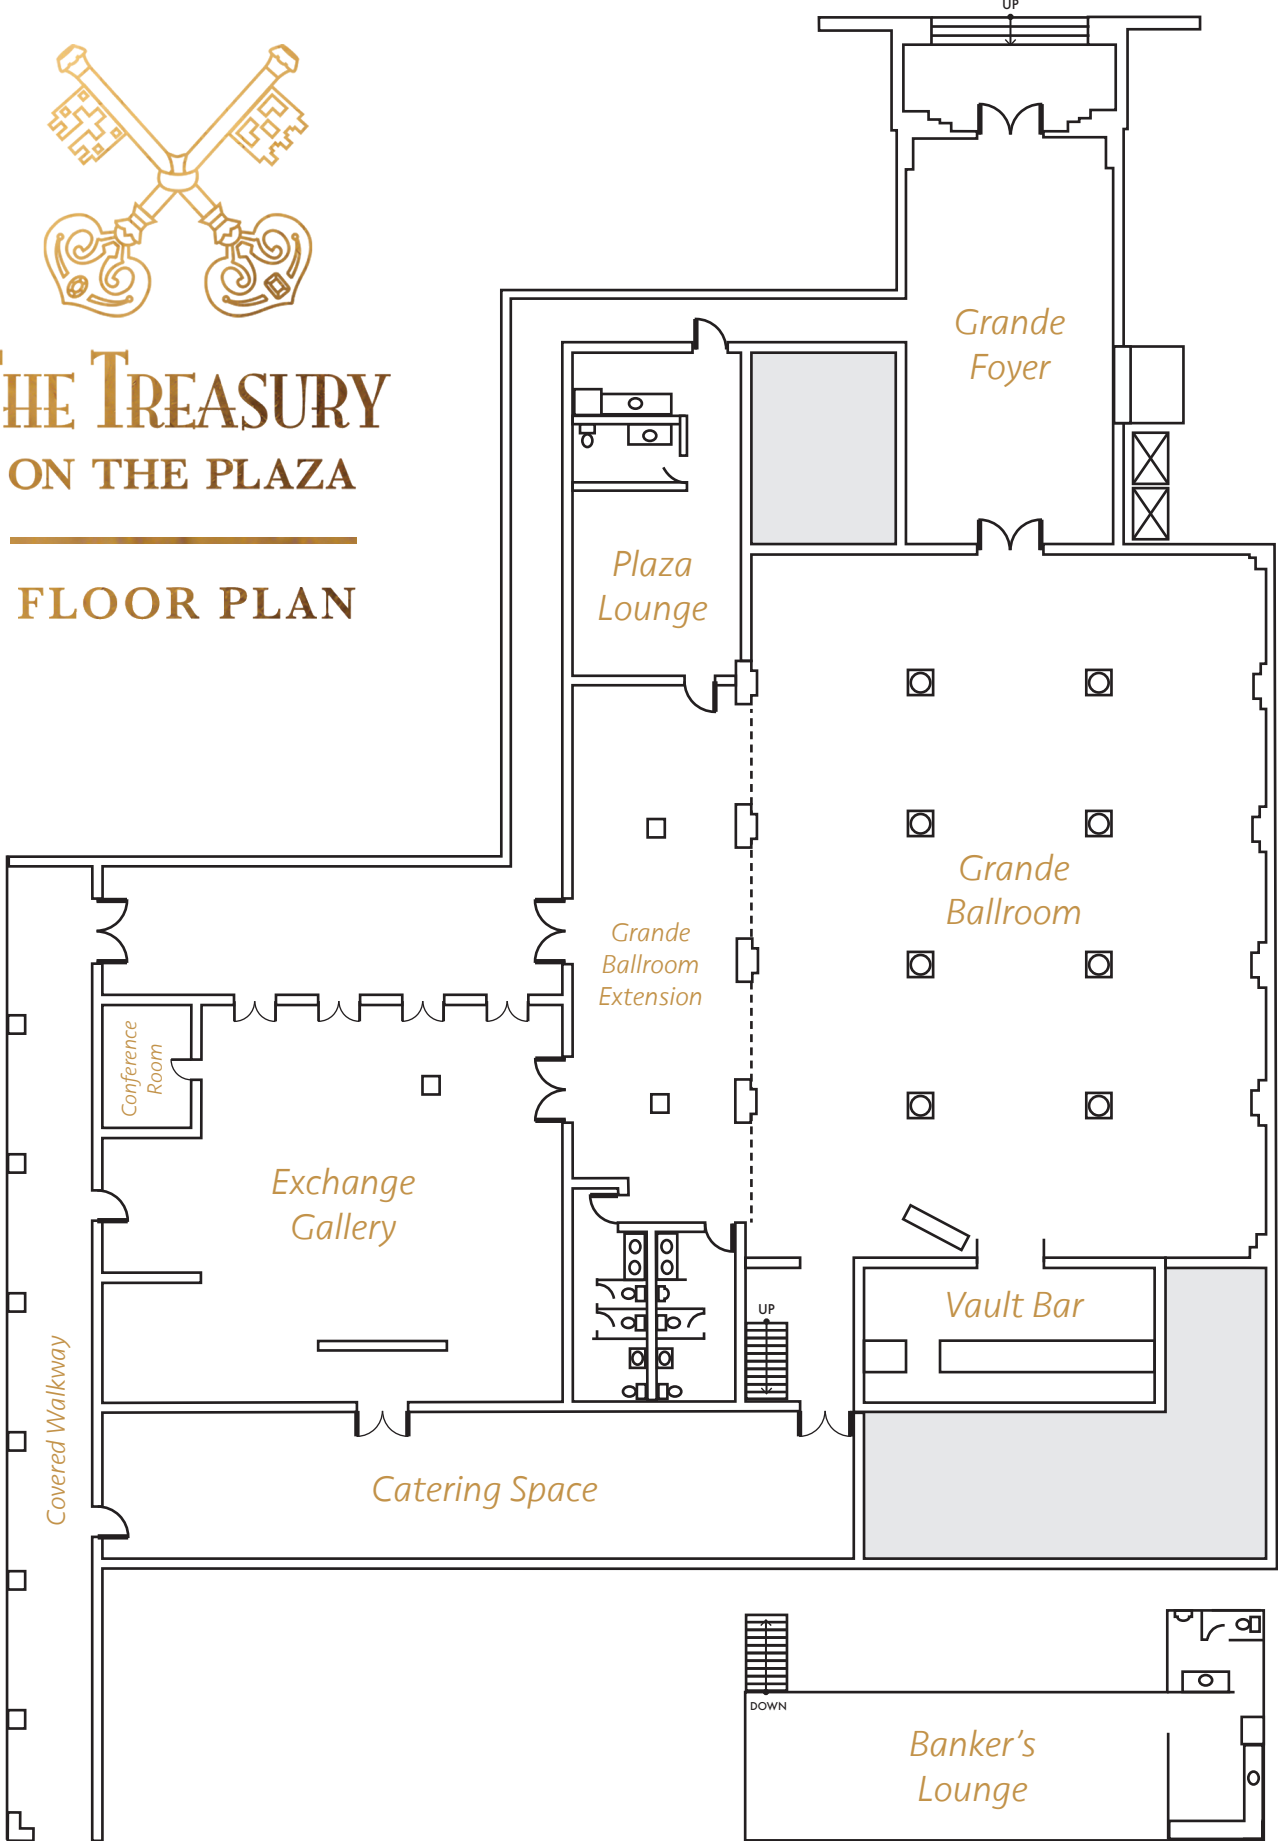 UP
THE TREASURY
ON THE PLAZA
FLOOR PLAN
Grande
Foyer
Plaza
Lounge
Grande
Ballroom
Grande
Ballroom
Extension
Conference
Room
Exchange
Gallery
Vault Bar
UP
Covered Walkway
Catering Space
DOWN
Banker's
Lounge